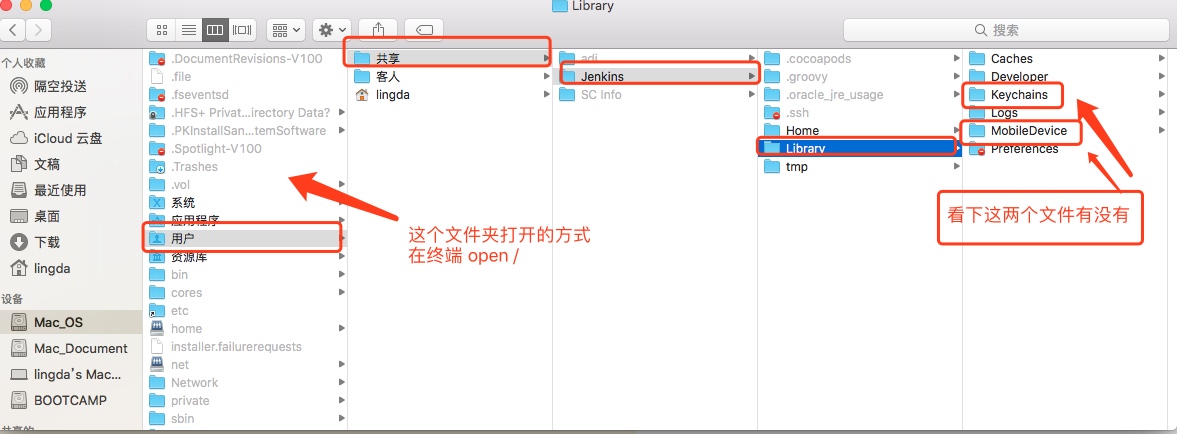 Library
搜索
个人收藏
隔空投送
应用程序
iCloud 云盘
文稿
最近使用
桌面
下载
lingda
设备
Mac_OS
Mac_Document
lingda's Mac...
BOOTCAMP
共享的
.DocumentRevisions-V100
.file
.fseventsd
.HFS+ Privat...irectory Data?
.PKInstallSan...temSoftware
.Spotlight-V100
.Trashes
.vol
系统
应用程序
用户
资源库
bin
cores
etc
home
installer.failurerequests
net
Network
private
sbin
共享
客人
lingda
adi
Jenkins
SC Info
.cocoapods
.groovy
.oracle_jre_usage
.ssh
Home
Library
tmp
Caches
Developer
Keychains
Logs
MobileDevice
Preferences
这个文件夹打开的方式
在终端 open /
看下这两个文件有没有